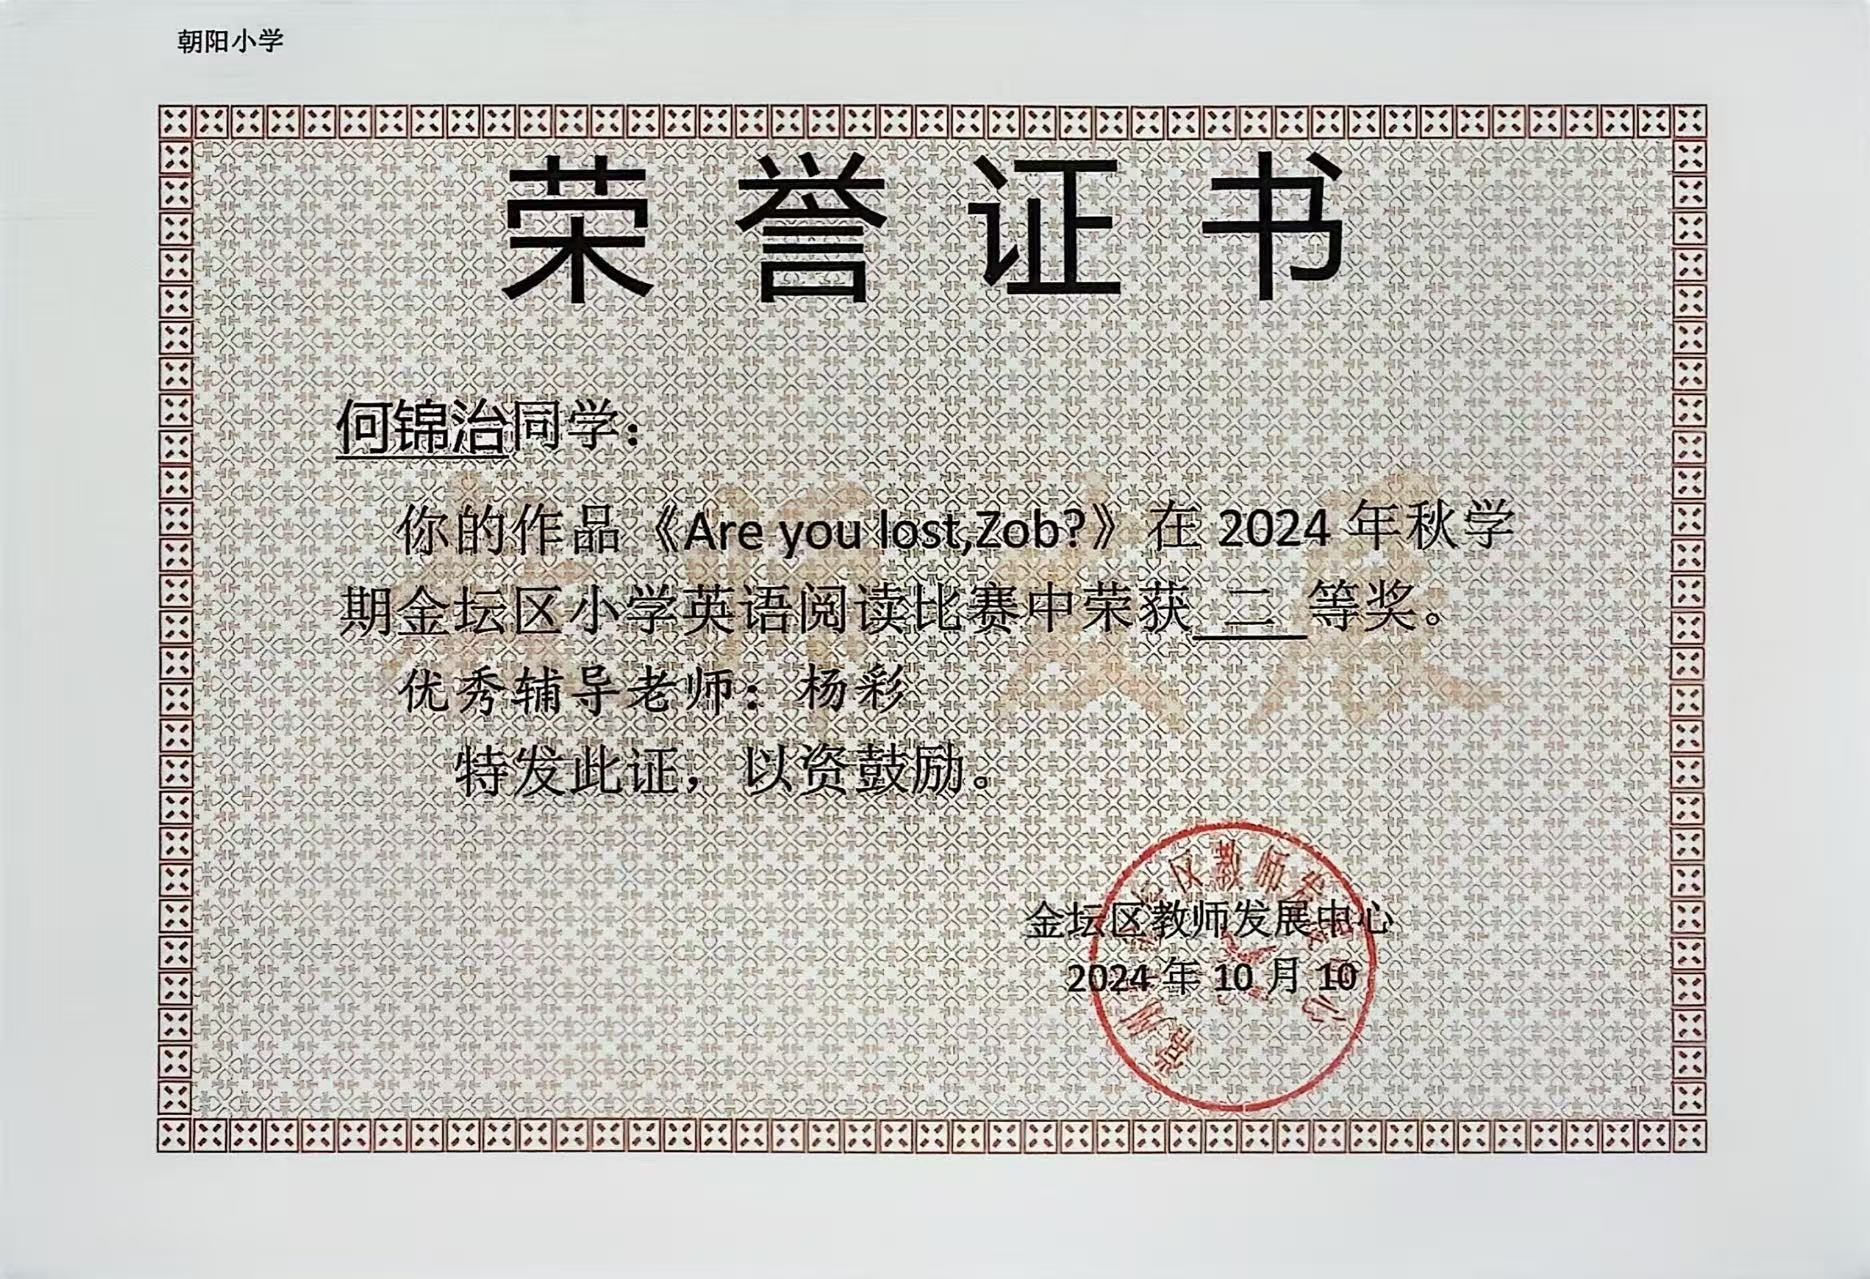 朝阳小学
荣誉证书
何锦治同学：
你的作品《Are you lost,Zob?》在 2024 年秋学
期金坛区小学英语阅读比赛中荣获 二 等奖。
优秀辅导老师：杨彩
特发此证，以资鼓励。
金坛区教师发展中心
2024 年 10 月 10